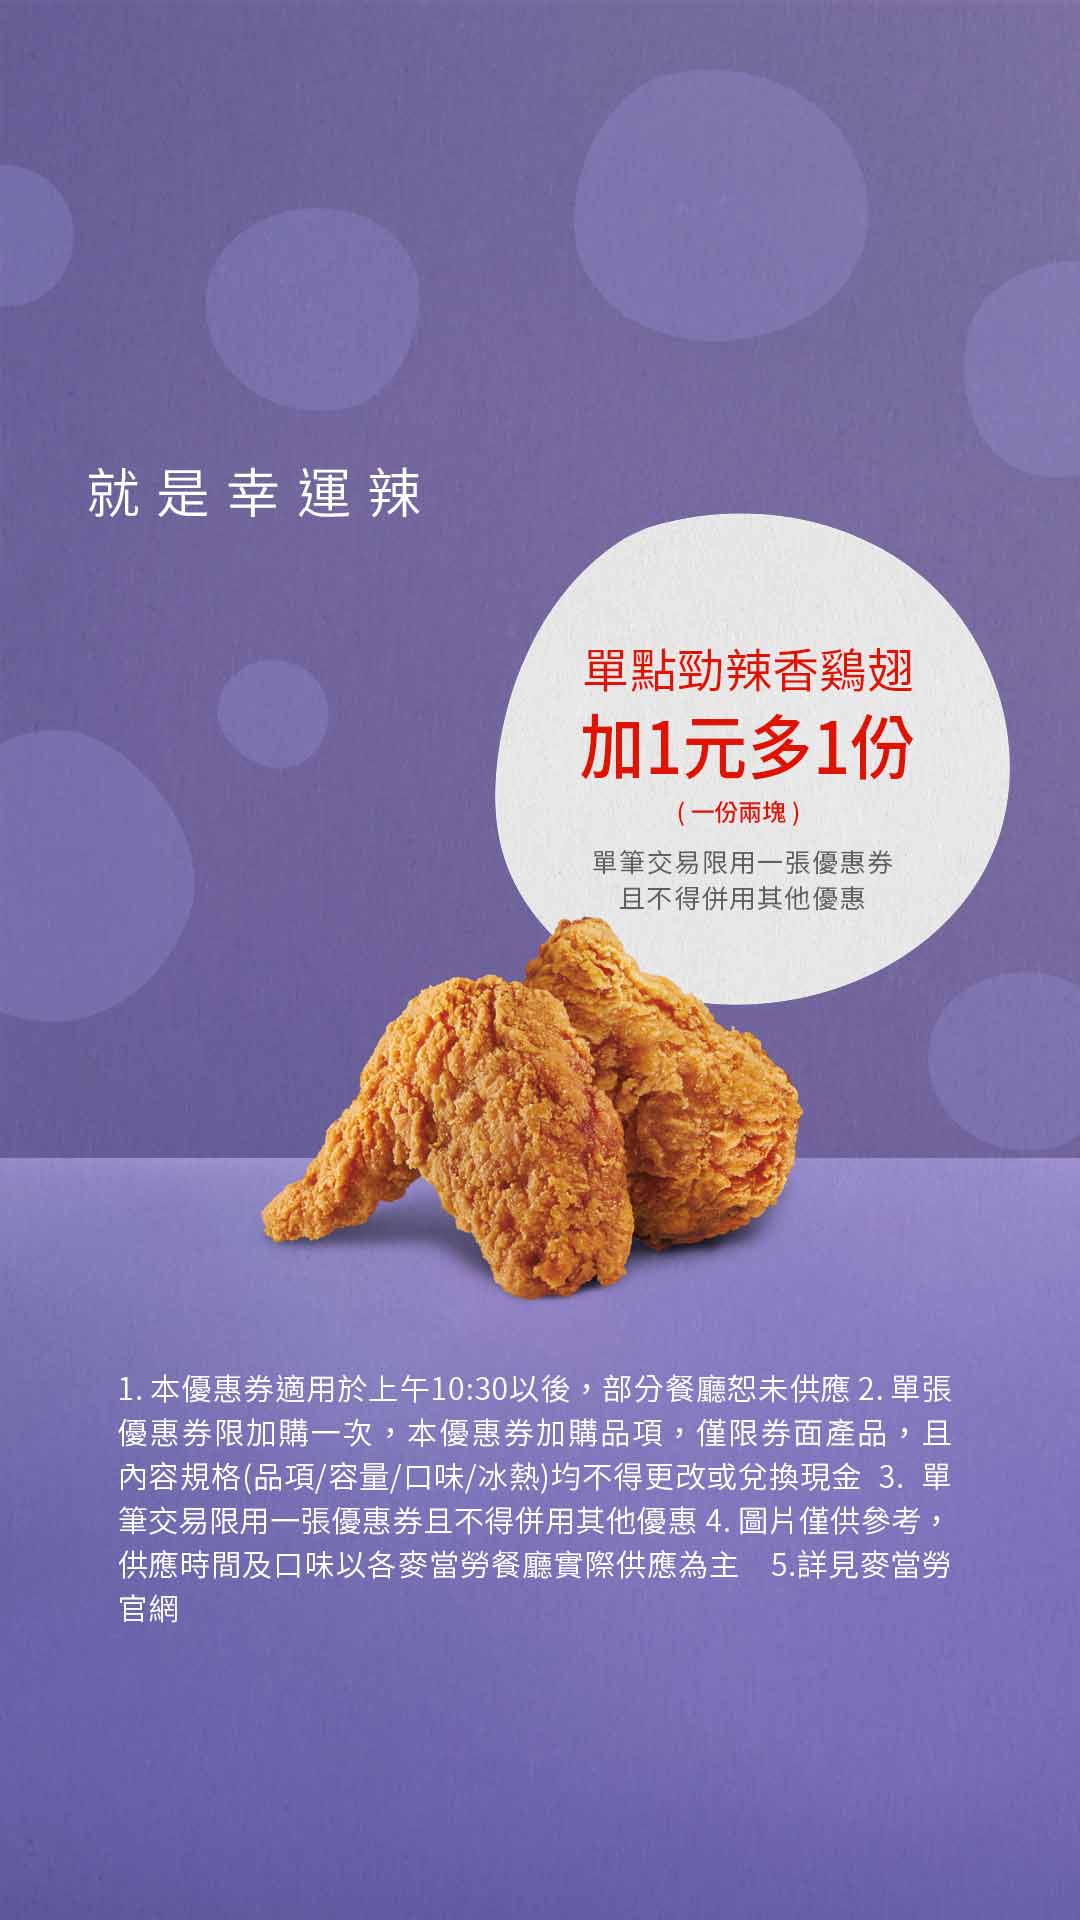 就是幸運辣
單點勁辣香鷄翅
加1元多1份
(一份兩塊)
單筆交易限用一張優惠券
且不得併用其他優惠
1. 本優惠券適用於上午10:30以後，部分餐廳恕未供應 2. 單張
優惠券限加購一次，本優惠券加購品項，僅限券面產品，且
內容規格(品項/容量/口味/冰熱)均不得更改或兌換現金 3. 單
筆交易限用一張優惠券且不得併用其他優惠 4. 圖片僅供參考，
供應時間及口味以各麥當勞餐廳實際供應為主　5.詳見麥當勞
官網